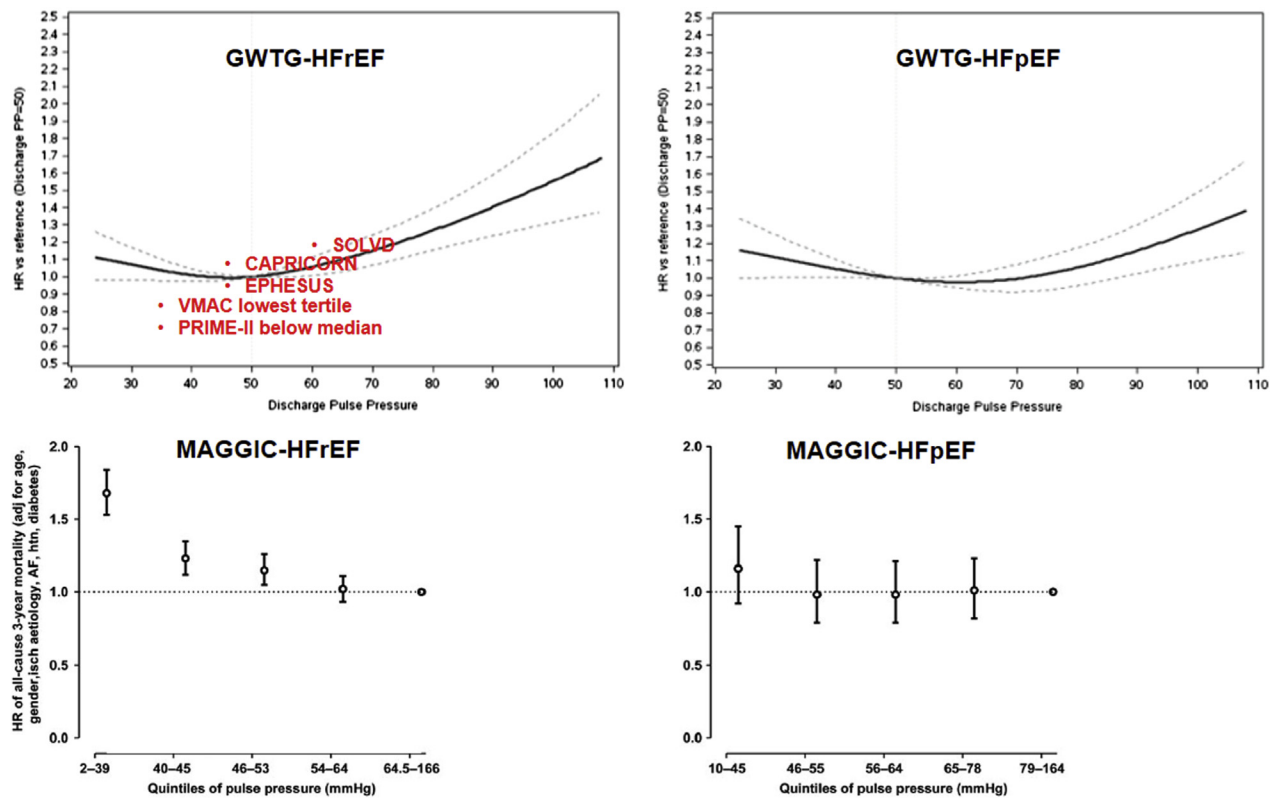 GWTG-HFrEF
HR vs reference (Discharge PP=50)
2.5
2.4
2.3
2.2
2.1
2.0
1.9
1.8
1.7
1.6
1.5
1.4
1.3
1.2
1.1
1.0
0.9
0.8
0.7
0.6
0.5
• SOLVD
• CAPRICORN
• EPHESUS
• VMAC lowest tertile
• PRIME-II below median
20 30 40 50 60 70 80 90 100 110
Discharge Pulse Pressure
GWTG-HFpEF
HR vs reference (Discharge PP=50)
2.5
2.4
2.3
2.2
2.1
2.0
1.9
1.8
1.7
1.6
1.5
1.4
1.3
1.2
1.1
1.0
0.9
0.8
0.7
0.6
0.5
20 30 40 50 60 70 80 90 100 110
Discharge Pulse Pressure
MAGGIC-HFrEF
HR of all-cause 3-year mortality (adj for age,
gender,isch aetiology, AF, htn, diabetes)
2.0
1.5
1.0
0.5
0.0
2–39 40–45 46–53 54–64 64.5–166
Quintiles of pulse pressure (mmHg)
MAGGIC-HFpEF
2.0
1.5
1.0
0.5
0.0
10–45 46–55 56–64 65–78 79–164
Quintiles of pulse pressure (mmHg)